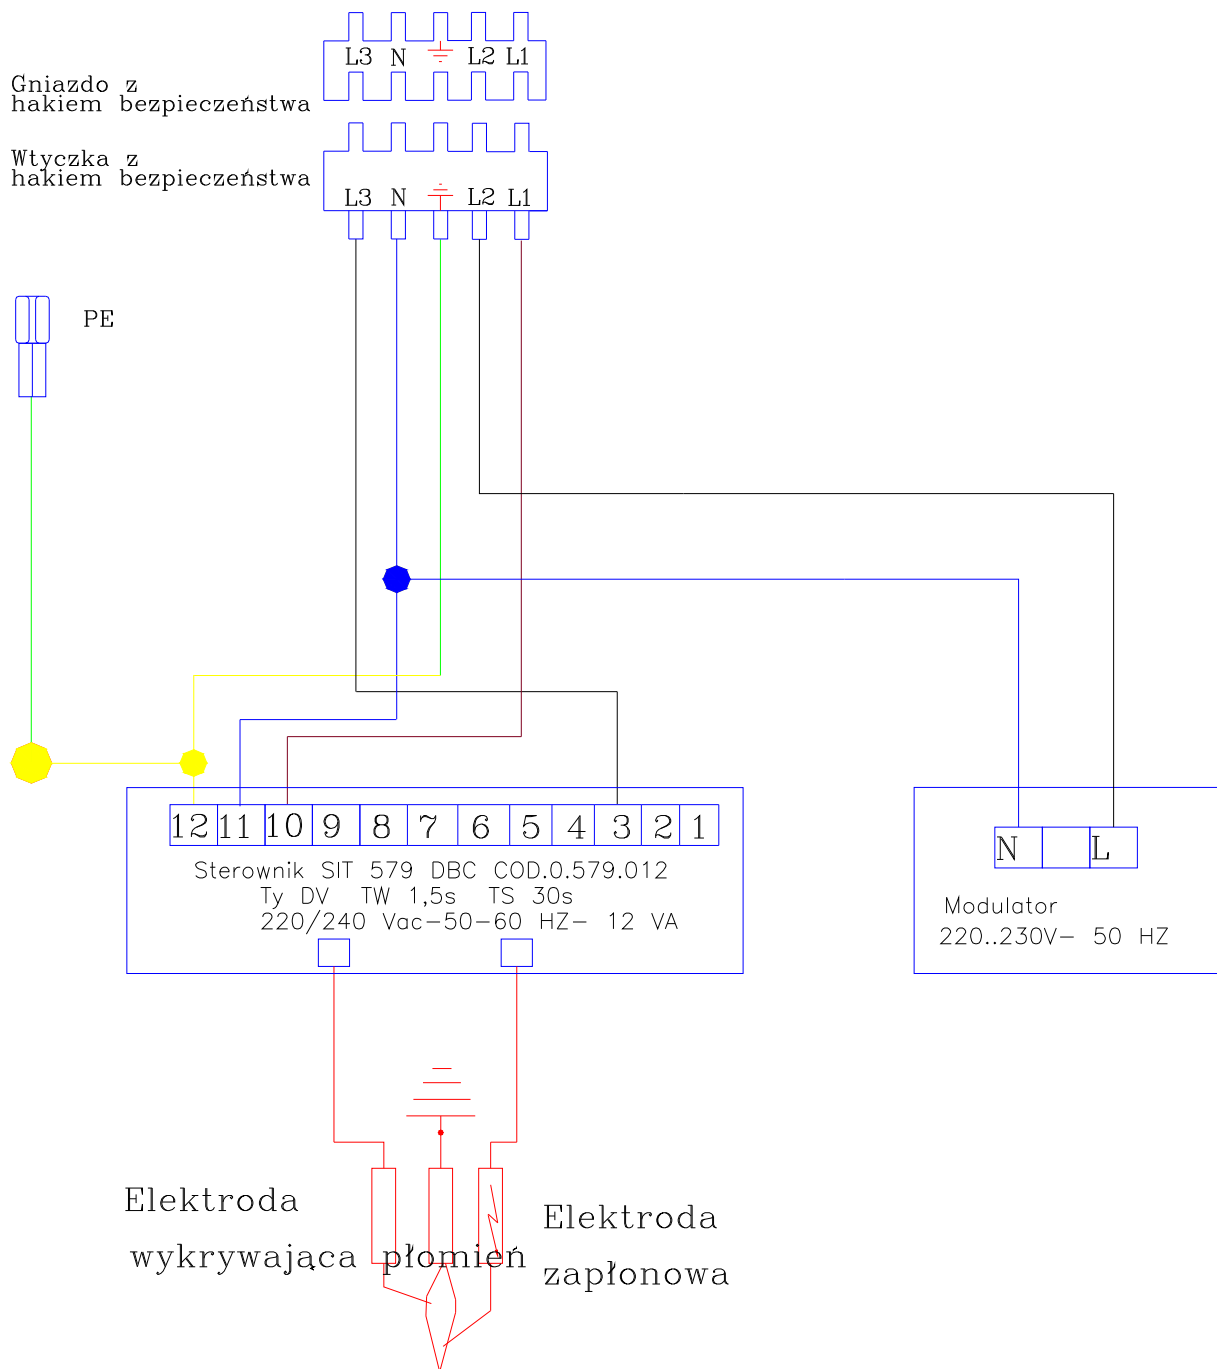 L3 N L2 L1
Gniazdo z
hakiem bezpieczeństwa
Wtyczka z
hakiem bezpieczeństwa
L3 N L2 L1
PE
12 11 10 9 8 7 6 5 4 3 2 1
Sterownik SIT 579 DBC COD.0.579.012
Ty DV TW 1,5s TS 30s
220/240 Vac-50-60 HZ- 12 VA
N L
Modulator
220..230V- 50 HZ
Elektroda
wykrywająca płomień
Elektroda
zapłonowa